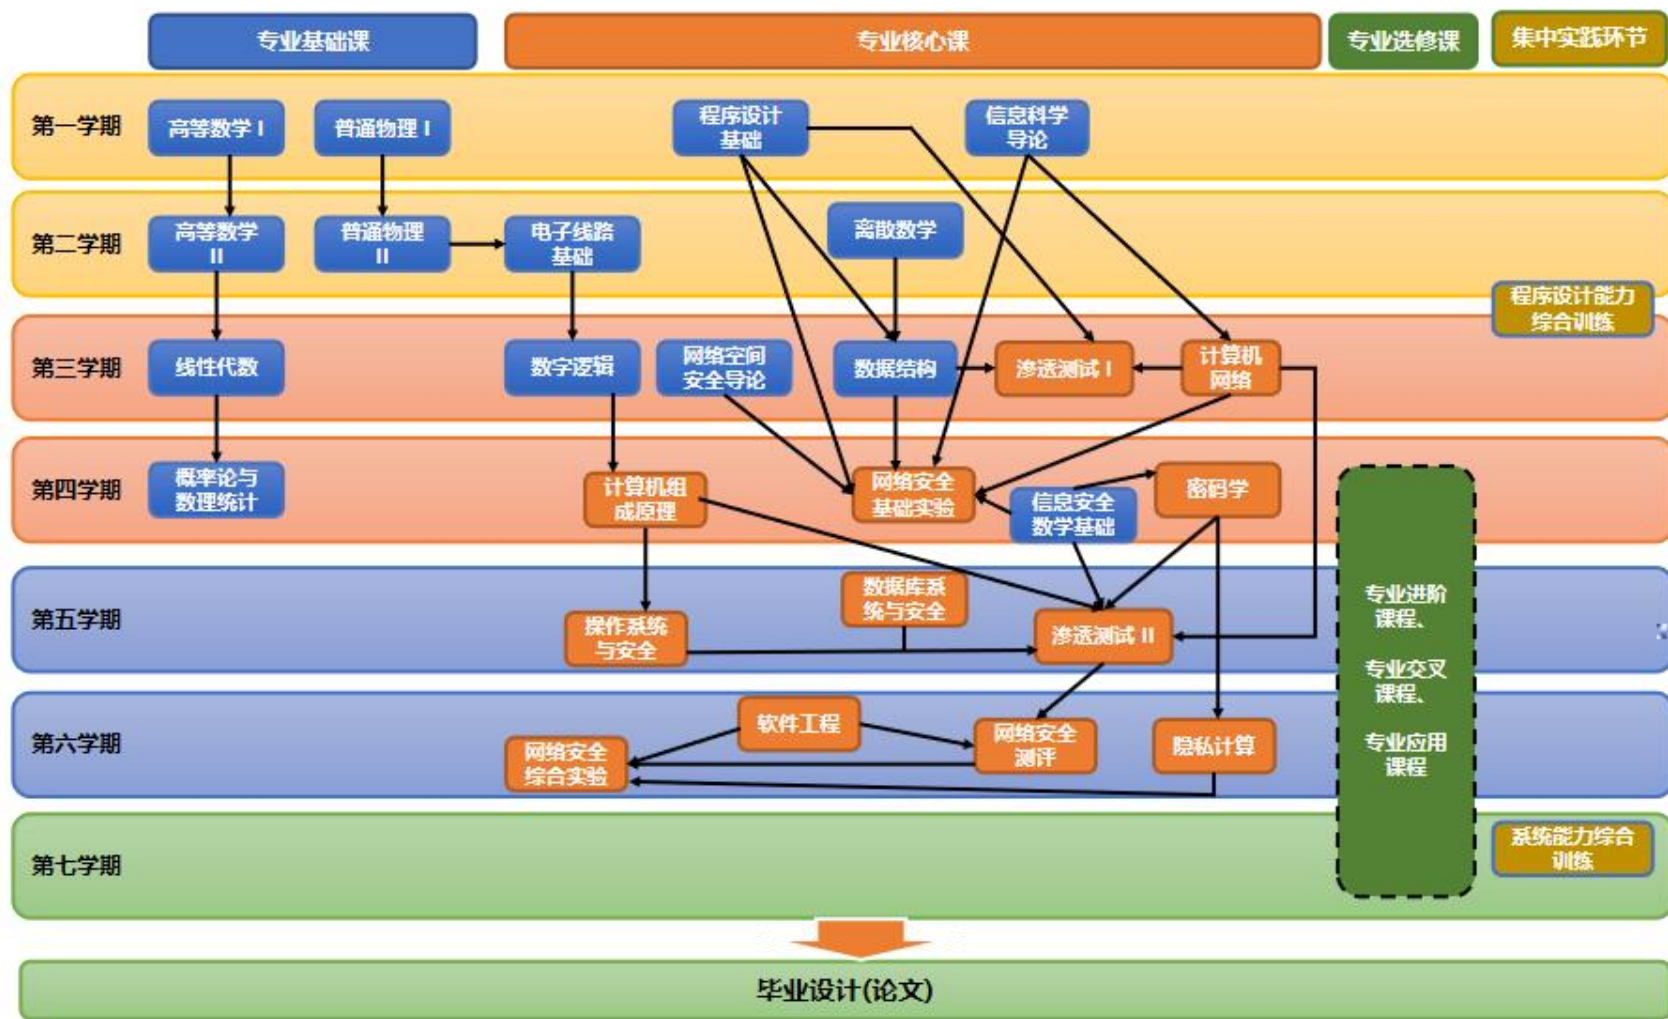 专业基础课
专业核心课
专业选修课
集中实践环节
第一学期
高等数学 I
普通物理 I
程序设计
基础
信息科学
导论
第二学期
高等数学
II
普通物理
II
电子线路
基础
离散数学
程序设计能力
综合训练
第三学期
线性代数
数字逻辑
网络空间
安全导论
数据结构
渗透测试 I
计算机
网络
第四学期
概率论与
数理统计
计算机组
成原理
网络安全
基础实验
信息安全
数学基础
密码学
第五学期
操作系统
与安全
数据库系
统与安全
渗透测试 II
专业进阶
课程、
专业交叉
课程、
专业应用
课程
第六学期
网络安全
综合实验
软件工程
网络安全
测评
隐私计算
第七学期
系统能力综合
训练
毕业设计(论文)